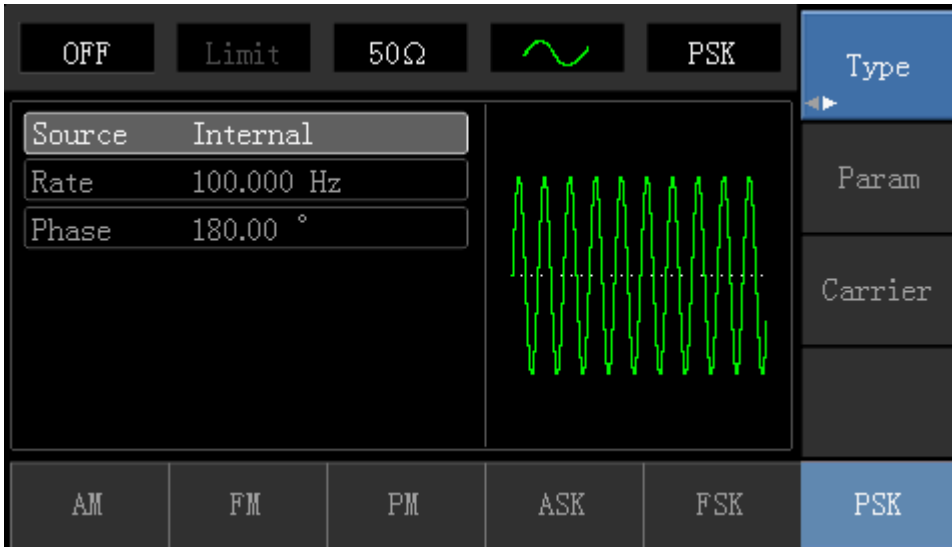 OFF Limit 50Ω PSK
Type
Source Internal
Rate 100.000 Hz
Phase 180.00 °
Param
Carrier
AM FM PM ASK FSK PSK